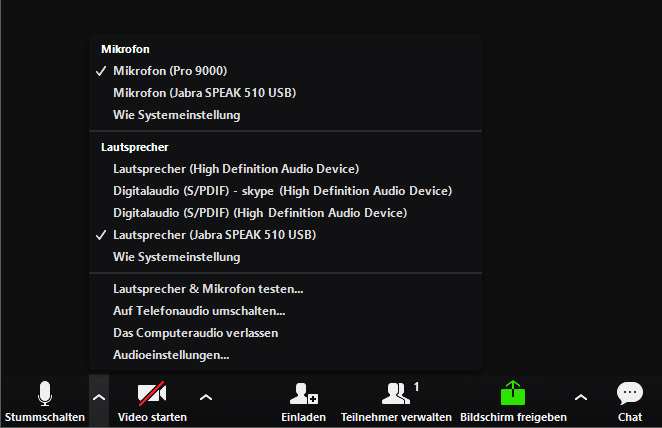 Mikrofon
Mikrofon (Pro 9000)
Mikrofon (Jabra SPEAK 510 USB)
Wie Systemeinstellung
Lautsprecher
Lautsprecher (High Definition Audio Device)
Digitalaudio (S/PDIF) - skype (High Definition Audio Device)
Digitalaudio (S/PDIF) (High Definition Audio Device)
Lautsprecher (Jabra SPEAK 510 USB)
Wie Systemeinstellung
Lautsprecher & Mikrofon testen...
Auf Telefonaudio umschalten...
Das Computeraudio verlassen
Audioeinstellungen...
1
Stummschalten Video starten Einladen Teilnehmer verwalten Bildschirm freigeben Chat